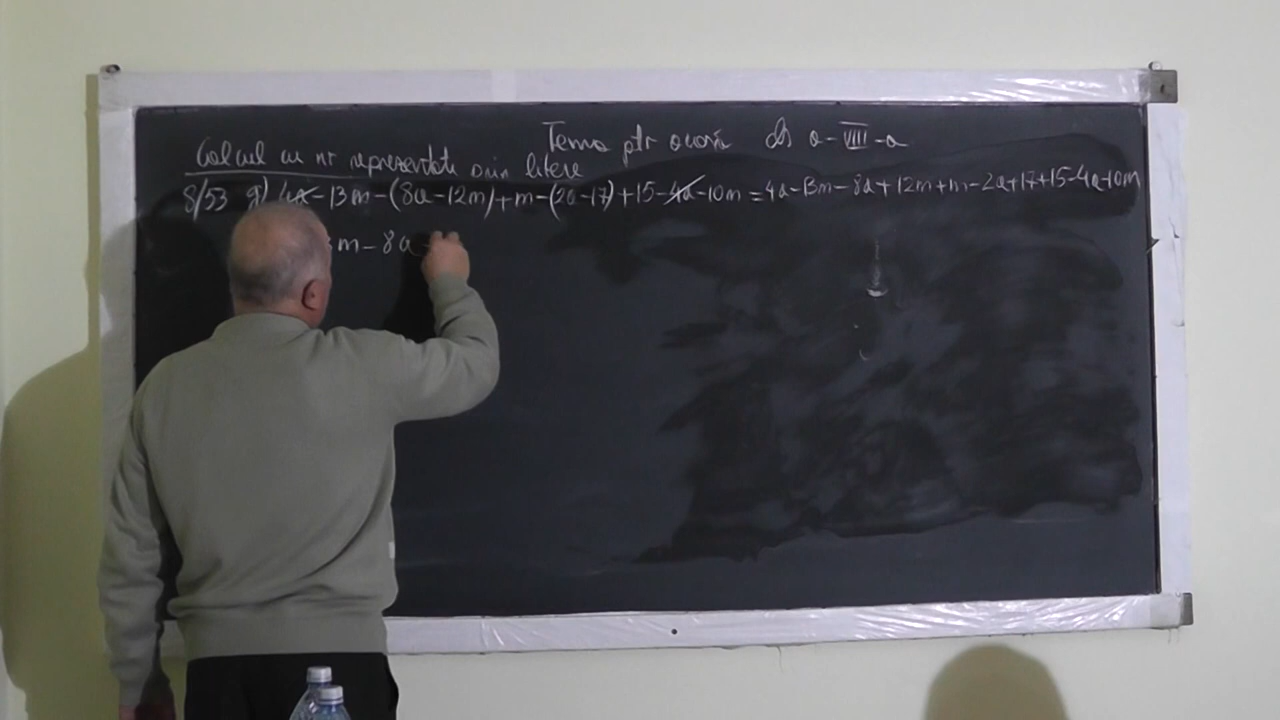 Tema ptr acasă cls a-VIII-a
Calcul cu nr reprezentate prin litere
8/53 g) 4a-13m-(8a-12m)+m-(2a-17)+15-4a-10m=4a-13m-8a+12m+m-2a+17+15-4a-10m
m-8a